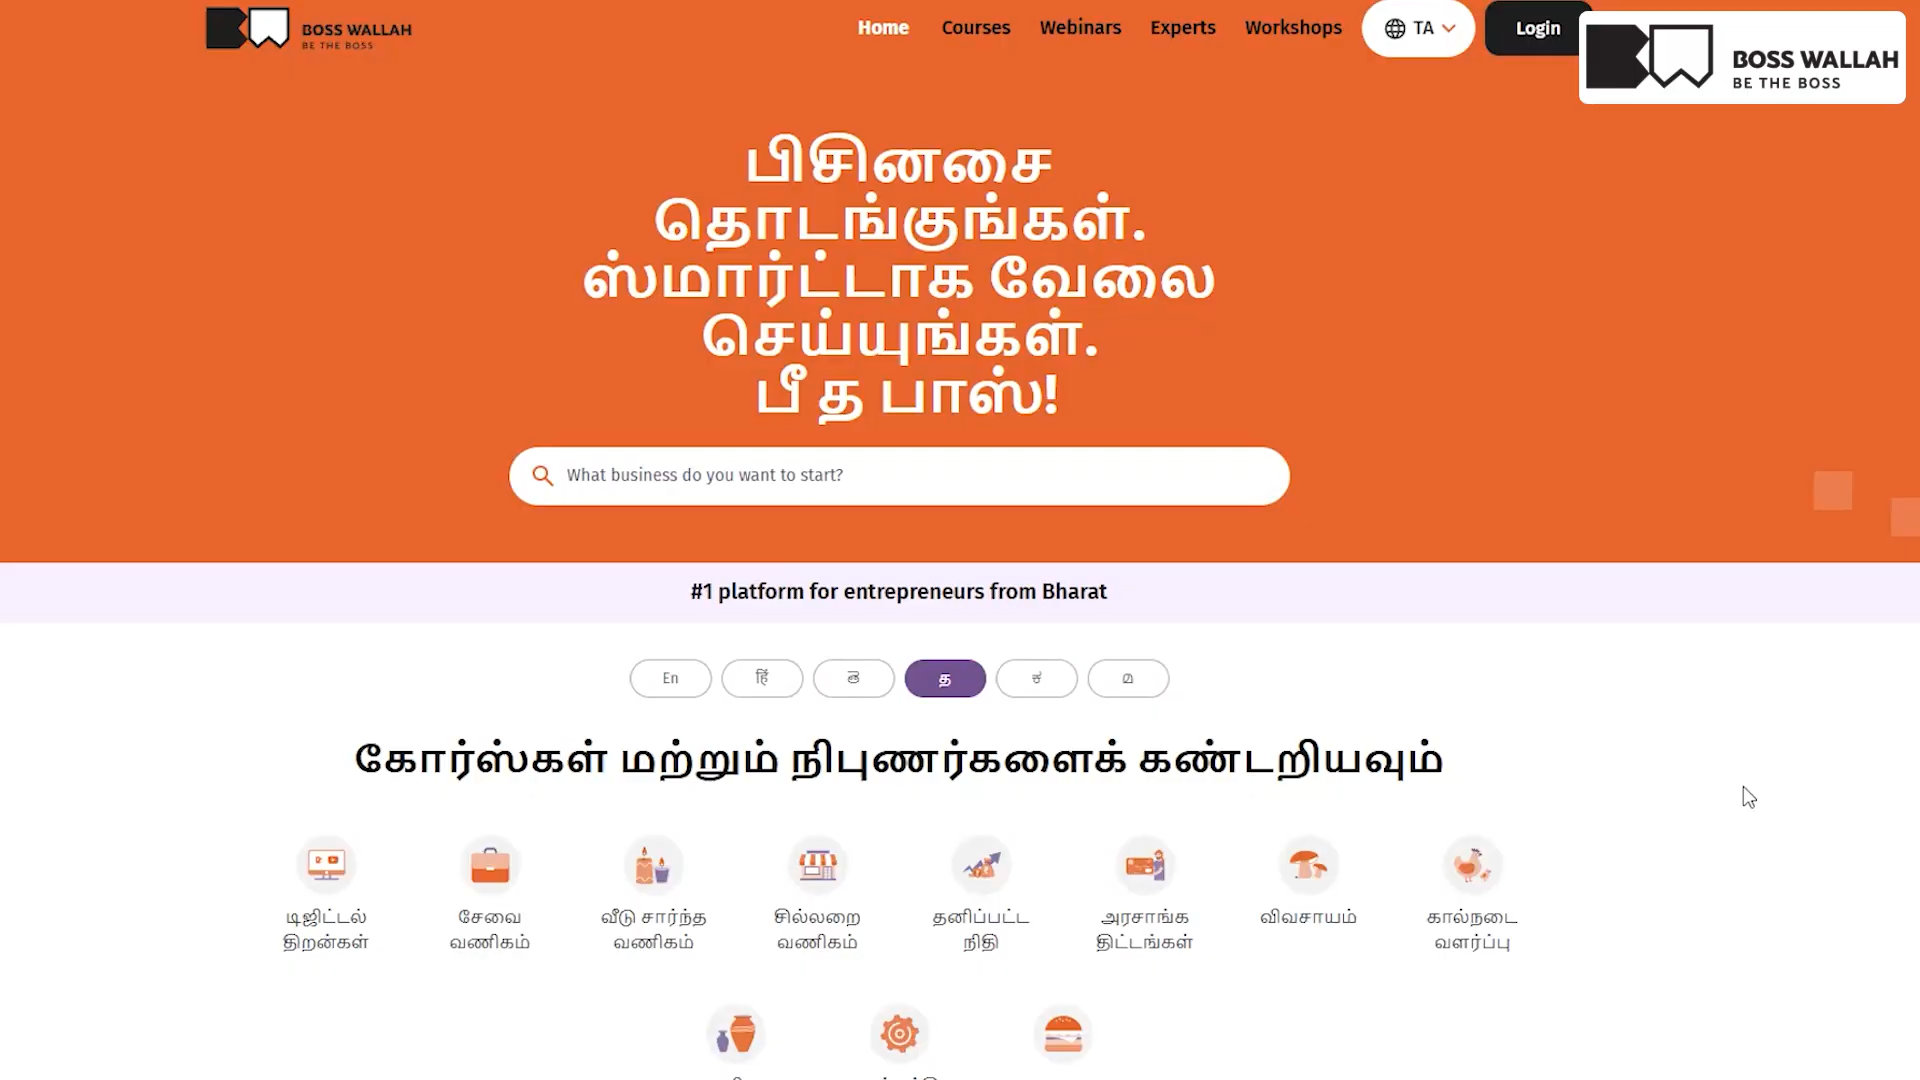 BOSS WALLAH
BE THE BOSS
Home Courses Webinars Experts Workshops TA Login
BOSS WALLAH
BE THE BOSS
பிசினசை
தொடங்குங்கள்.
ஸ்மார்ட்டாக வேலை
செய்யுங்கள்.
பீ த பாஸ்!
What business do you want to start?
#1 platform for entrepreneurs from Bharat
En हिं తె த ಕ മ
கோர்ஸ்கள் மற்றும் நிபுணர்களைக் கண்டறியவும்
டிஜிட்டல் திறன்கள்
சேவை வணிகம்
வீடு சார்ந்த வணிகம்
சில்லறை வணிகம்
தனிப்பட்ட நிதி
அரசாங்க திட்டங்கள்
விவசாயம்
கால்நடை வளர்ப்பு